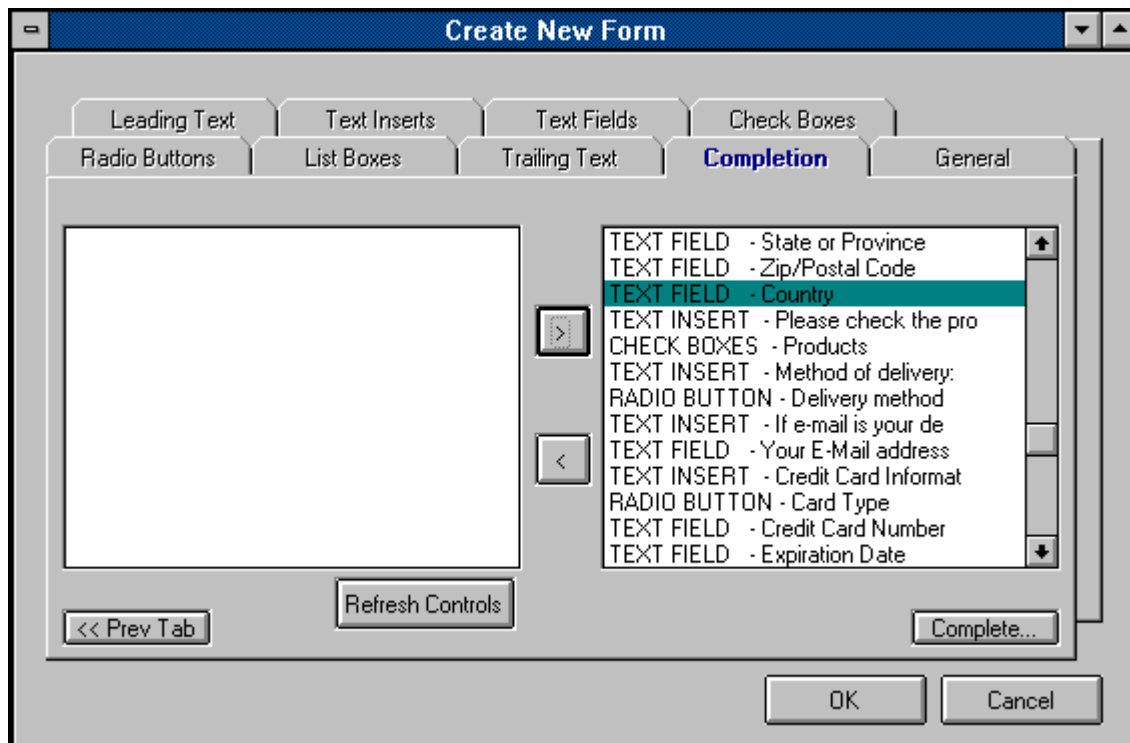 Create New Form
Leading Text
Text Inserts
Text Fields
Check Boxes
Radio Buttons
List Boxes
Trailing Text
Completion
General
TEXT FIELD - State or Province
TEXT FIELD - Zip/Postal Code
TEXT FIELD - Country
TEXT INSERT - Please check the pro
CHECK BOXES - Products
TEXT INSERT - Method of delivery:
RADIO BUTTON - Delivery method
TEXT INSERT - If e-mail is your de
TEXT FIELD - Your E-Mail address
TEXT INSERT - Credit Card Informat
RADIO BUTTON - Card Type
TEXT FIELD - Credit Card Number
TEXT FIELD - Expiration Date
>
<
Refresh Controls
<< Prev Tab
Complete...
OK
Cancel